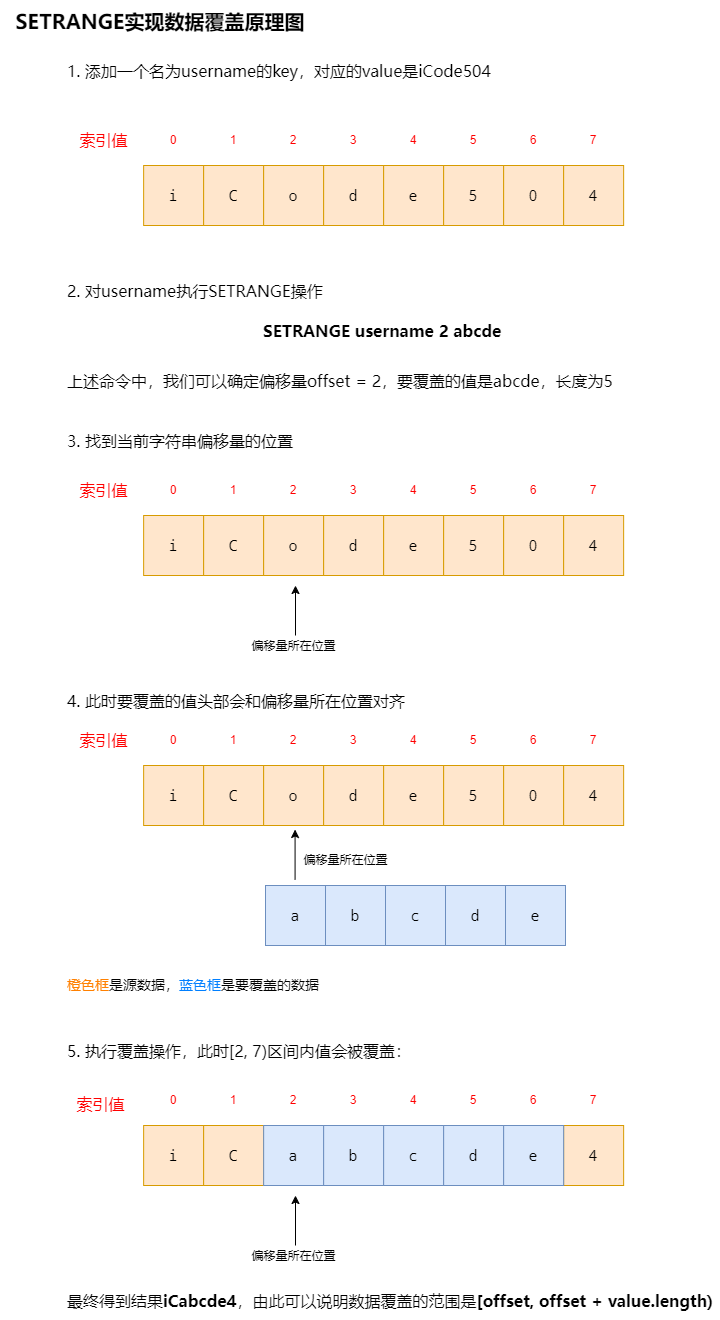 SETRANGE实现数据覆盖原理图
1. 添加一个名为username的key，对应的value是iCode504
索引值 0 1 2 3 4 5 6 7
i C o d e 5 0 4
2. 对username执行SETRANGE操作
SETRANGE username 2 abcde
上述命令中，我们可以确定偏移量offset = 2，要覆盖的值是abcde，长度为5
3. 找到当前字符串偏移量的位置
索引值 0 1 2 3 4 5 6 7
i C o d e 5 0 4
偏移量所在位置
4. 此时要覆盖的值头部会和偏移量所在位置对齐
索引值 0 1 2 3 4 5 6 7
i C o d e 5 0 4
偏移量所在位置
a b c d e
橙色框是源数据，蓝色框是要覆盖的数据
5. 执行覆盖操作，此时[2, 7)区间内值会被覆盖：
索引值 0 1 2 3 4 5 6 7
i C a b c d e 4
偏移量所在位置
最终得到结果iCabcde4，由此可以说明数据覆盖的范围是[offset, offset + value.length)